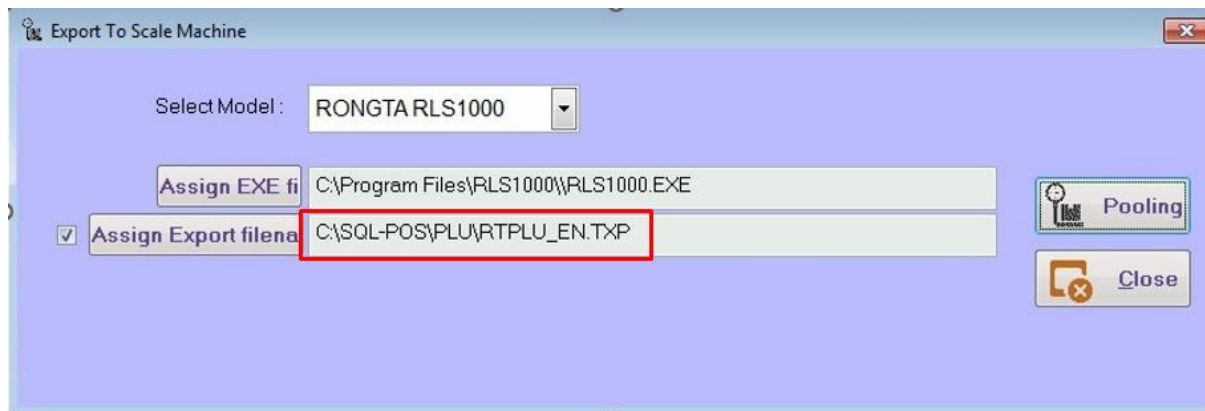 Export To Scale Machine
Select Model :
RONGTA RLS1000
Assign EXE fi
C:\Program Files\RLS1000\\RLS1000.EXE
Assign Export filena
C:\SQL-POS\PLU\RTPLU_EN.TXP
Pooling
Close